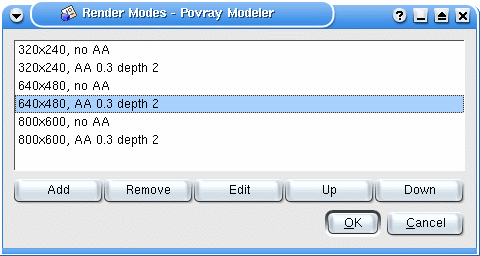 Render Modes - Povray Modeler
320x240, no AA
320x240, AA 0.3 depth 2
640x480, no AA
640x480, AA 0.3 depth 2
800x600, no AA
800x600, AA 0.3 depth 2
Add Remove Edit Up Down
OK Cancel